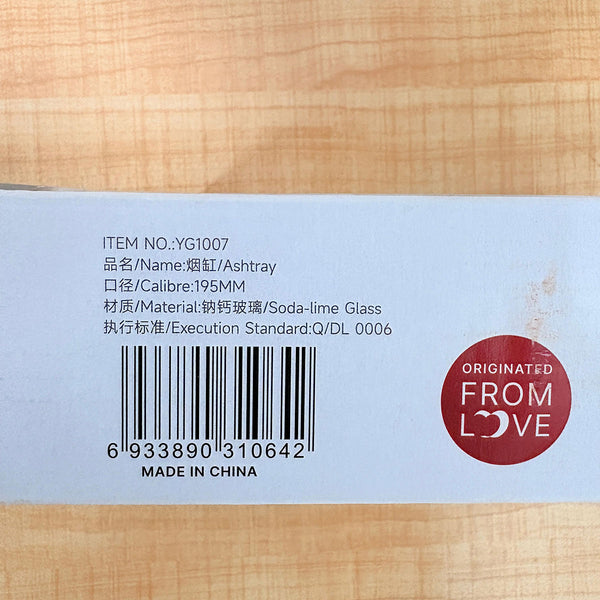 ITEM NO.:YG1007
品名/Name:烟缸/Ashtray
口径/Calibre:195MM
材质/Material:钠钙玻璃/Soda-lime Glass
执行标准/Execution Standard:Q/DL 0006
6 933890 310642
MADE IN CHINA
ORIGINATED
FROM
LOVE